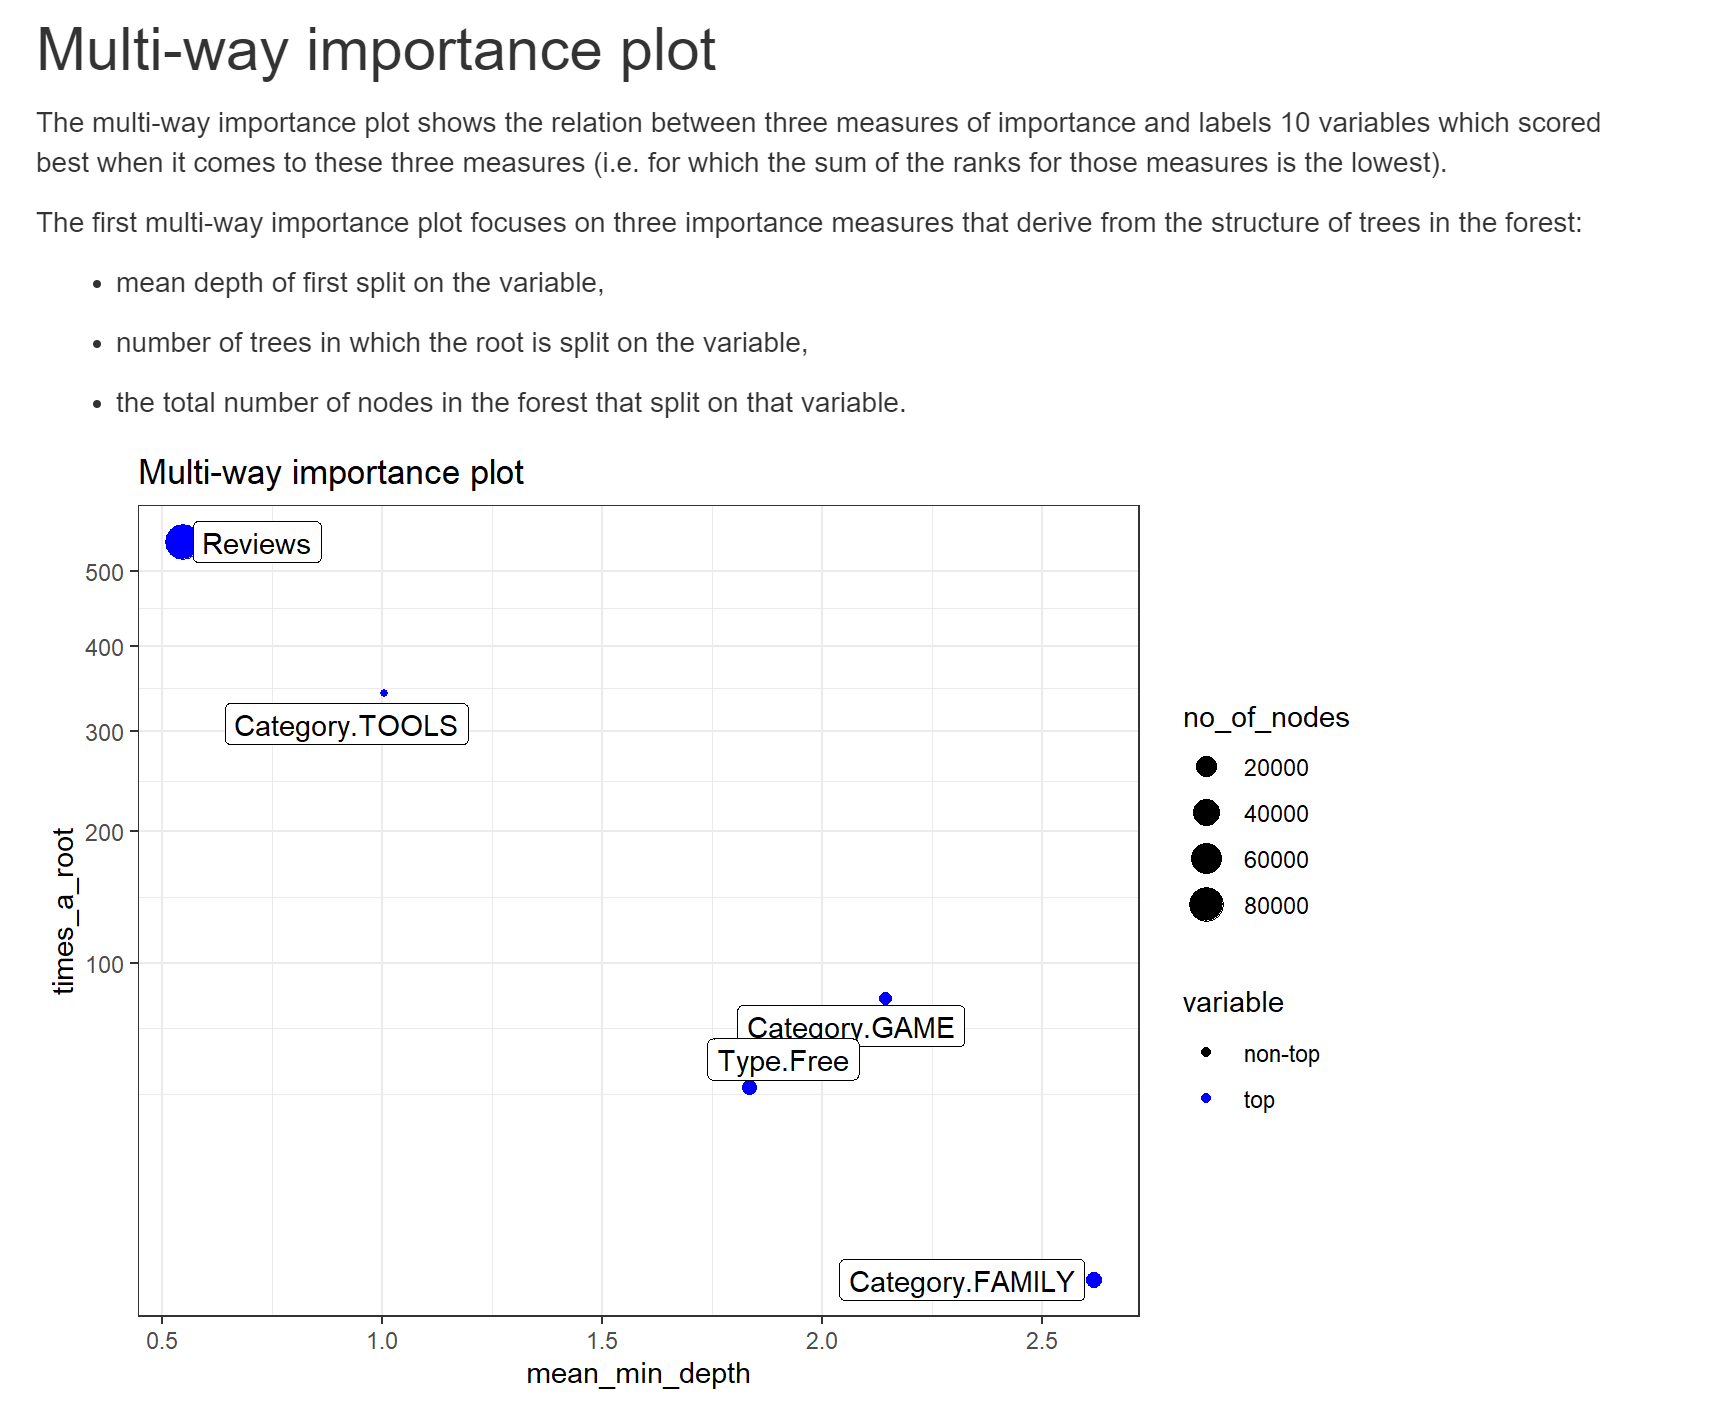 Multi-way importance plot
The multi-way importance plot shows the relation between three measures of importance and labels 10 variables which scored
best when it comes to these three measures (i.e. for which the sum of the ranks for those measures is the lowest).
The first multi-way importance plot focuses on three importance measures that derive from the structure of trees in the forest:
• mean depth of first split on the variable,
• number of trees in which the root is split on the variable,
• the total number of nodes in the forest that split on that variable.
Multi-way importance plot
Reviews
500
400
Category.TOOLS
300
200
100
times_a_root
Category.GAME
Type.Free
Category.FAMILY
0.5 1.0 1.5 2.0 2.5
mean_min_depth
no_of_nodes
20000
40000
60000
80000
variable
non-top
top